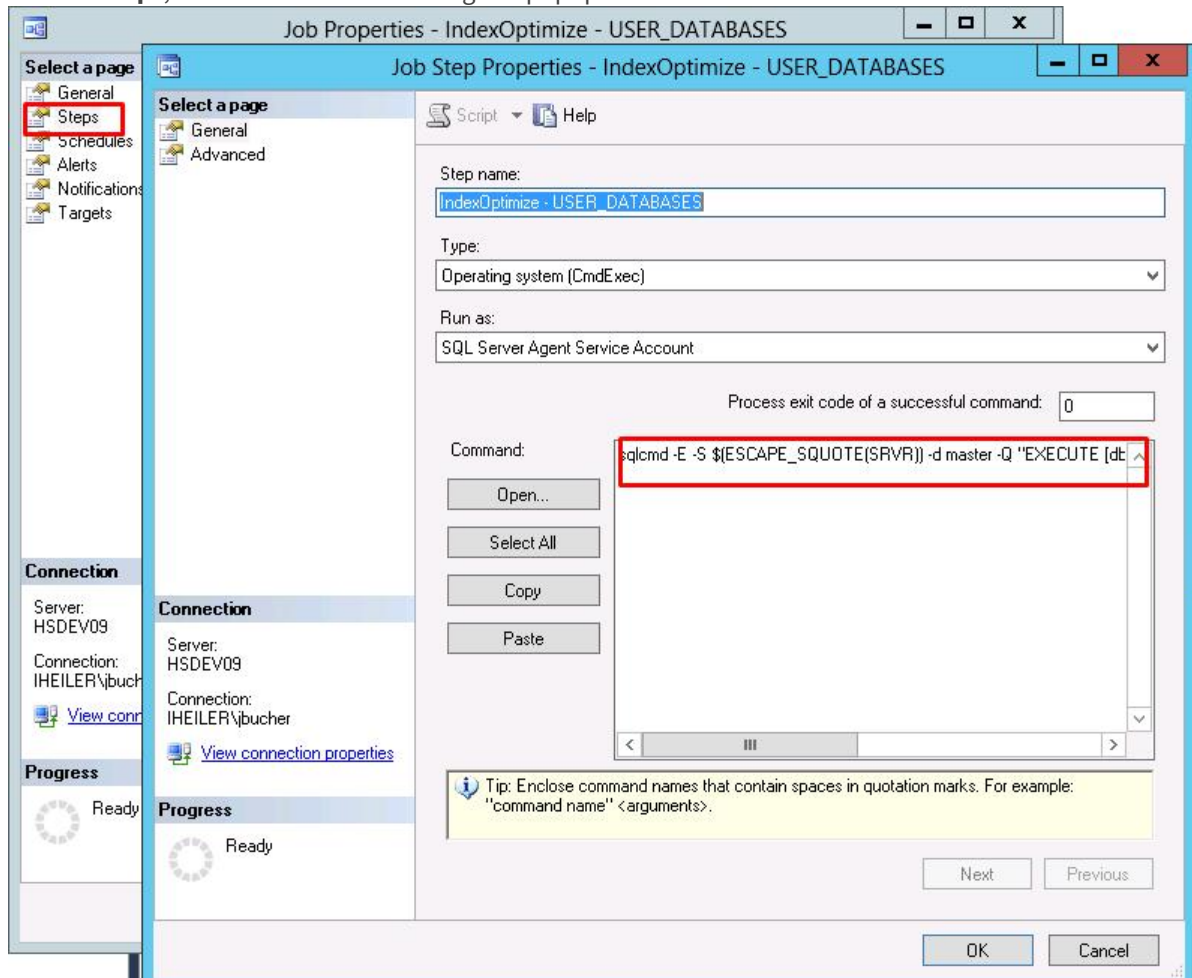 Job Properties - IndexOptimize - USER_DATABASES
Select a page
General
Steps
Schedules
Alerts
Notifications
Targets
Connection
Server:
HSDEV09
Connection:
IHEILER\jbuch
View conn
Progress
Ready
Job Step Properties - IndexOptimize - USER_DATABASES
Select a page
General
Advanced
Script
Help
Step name:
IndexOptimize - USER_DATABASES
Type:
Operating system (CmdExec)
Run as:
SQL Server Agent Service Account
Process exit code of a successful command: 0
Command:
sqlcmd -E -S $(ESCAPE_SQUOTE(SRVR)) -d master -Q "EXECUTE [db
Open...
Select All
Copy
Paste
Tip: Enclose command names that contain spaces in quotation marks. For example:
"command name" <arguments>.
Next
Previous
Connection
Server:
HSDEV09
Connection:
IHEILER\jbucher
View connection properties
Progress
Ready
OK
Cancel